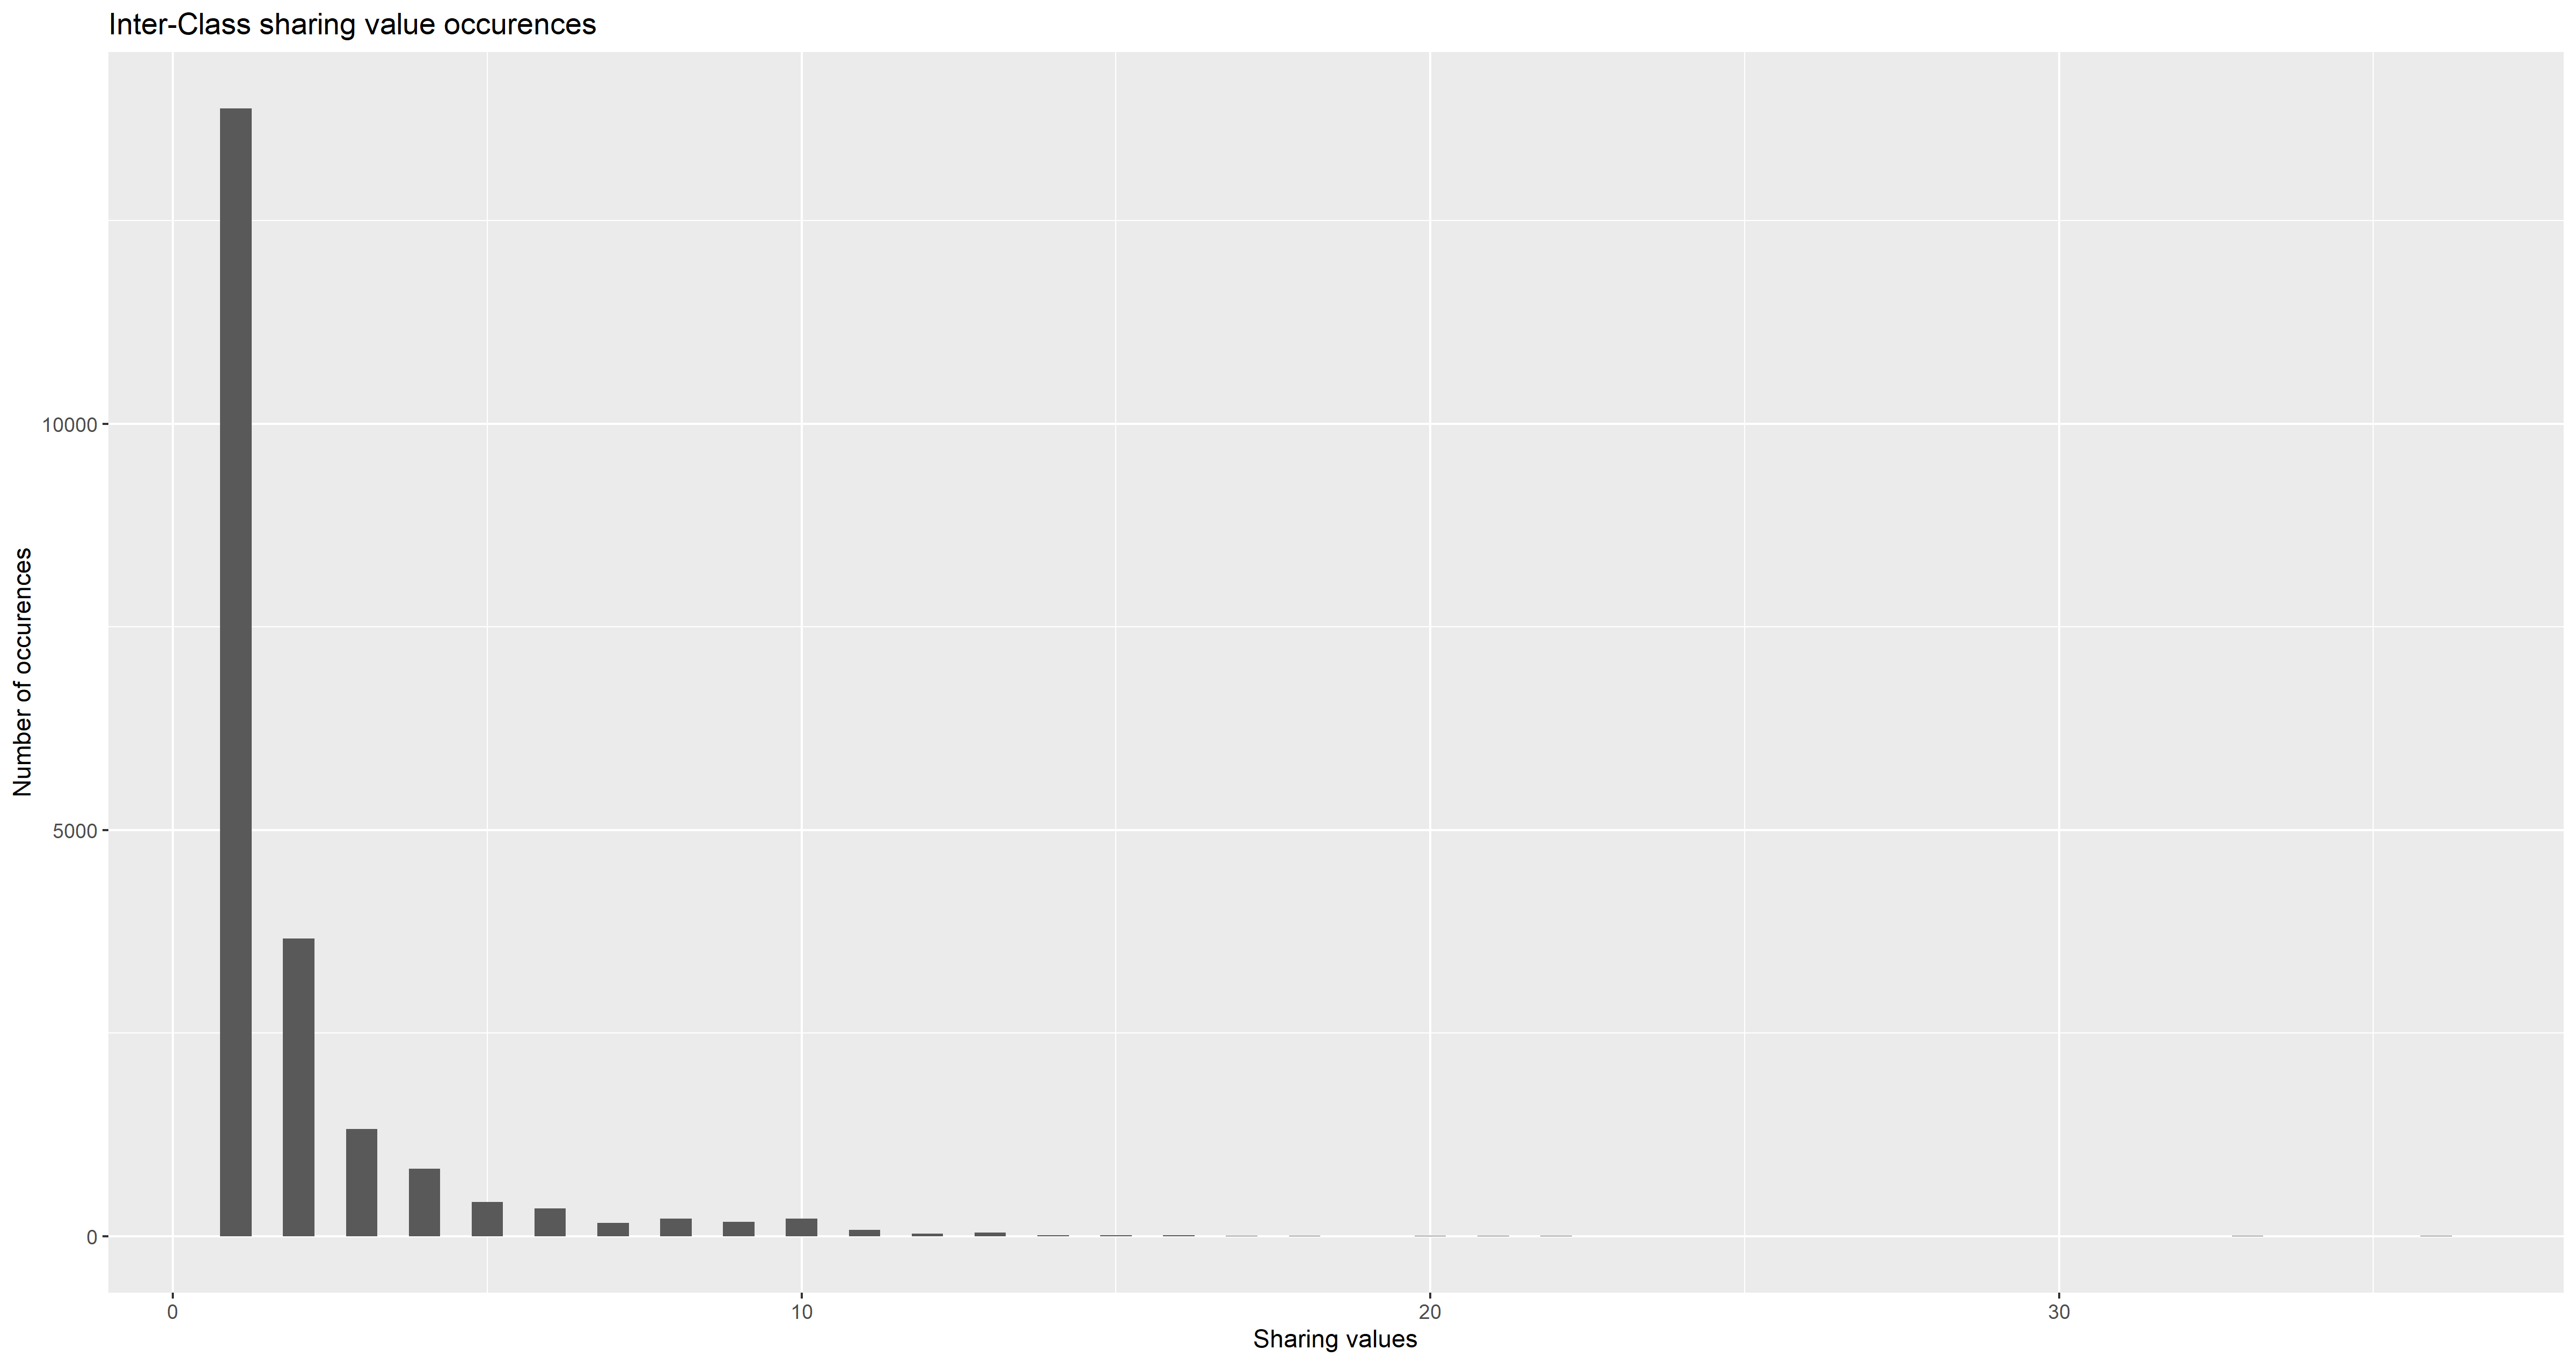 Inter-Class sharing value occurences
Number of occurences
10000
5000
0
0
10
20
30
Sharing values